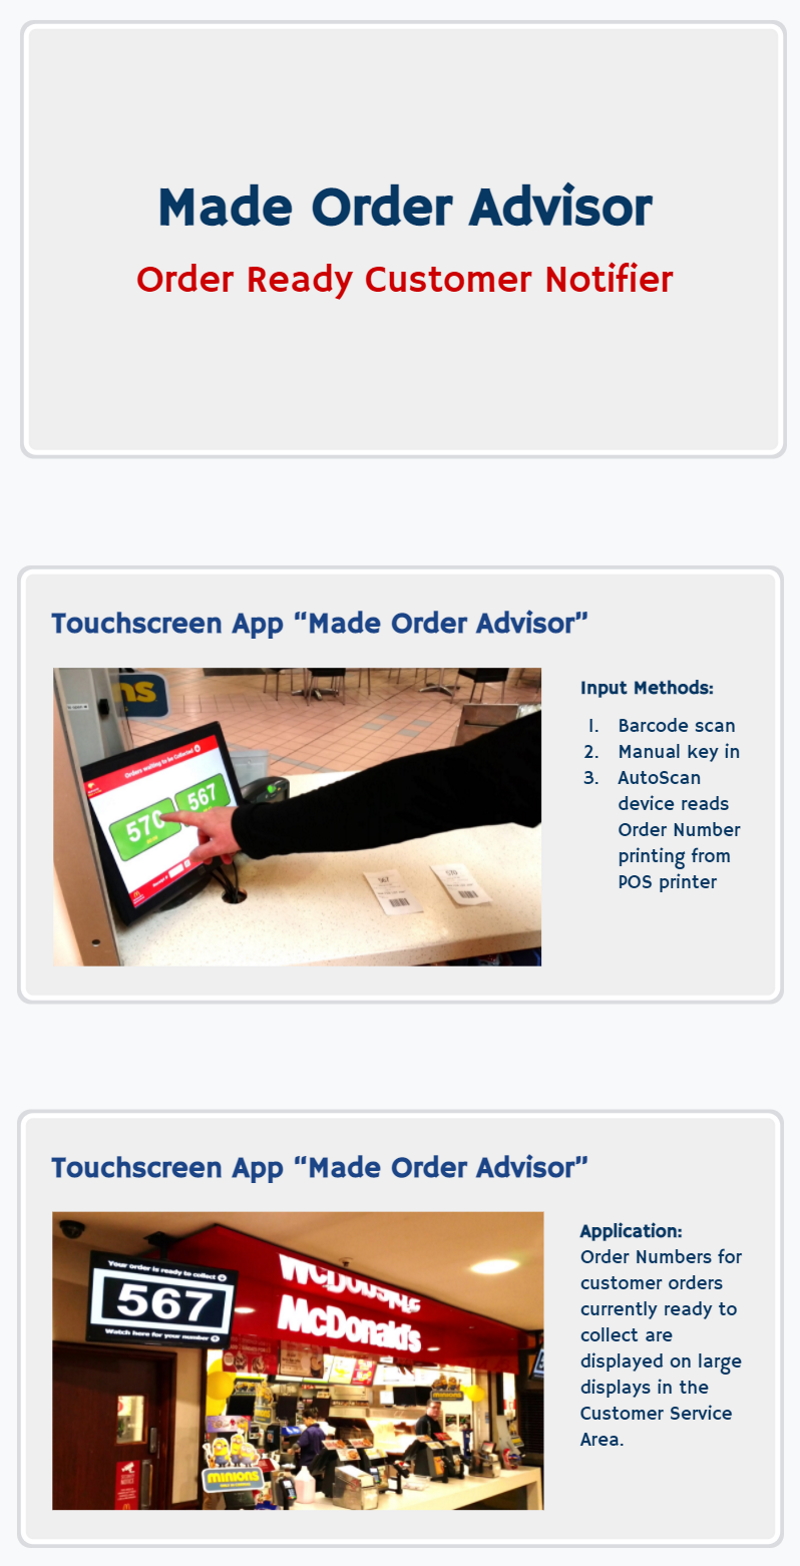 Made Order Advisor
Order Ready Customer Notifier
Touchscreen App “Made Order Advisor”
ns
Orders waiting to be Collected
570
567
567
570
Input Methods:
1. Barcode scan
2. Manual key in
3. AutoScan
device reads
Order Number
printing from
POS printer
Touchscreen App “Made Order Advisor”
Your order is ready to collect
567
Watch here for your number
McDonald's
McDonald's
minions
Application:
Order Numbers for
customer orders
currently ready to
collect are
displayed on large
displays in the
Customer Service
Area.